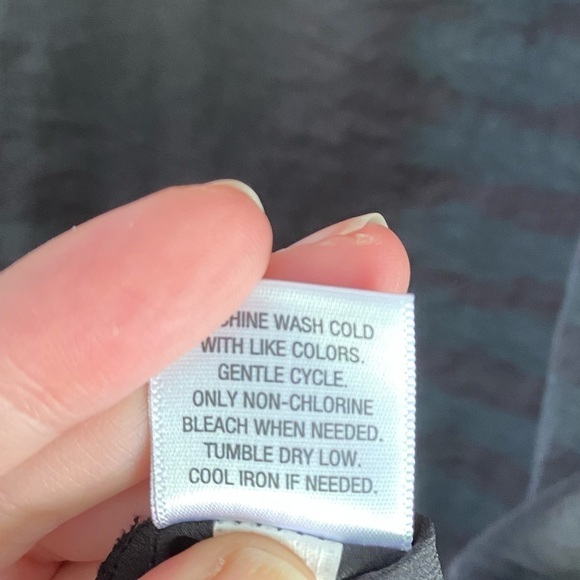 CHINE WASH COLD
WITH LIKE COLORS.
GENTLE CYCLE.
ONLY NON-CHLORINE
BLEACH WHEN NEEDED.
TUMBLE DRY LOW.
COOL IRON IF NEEDED.